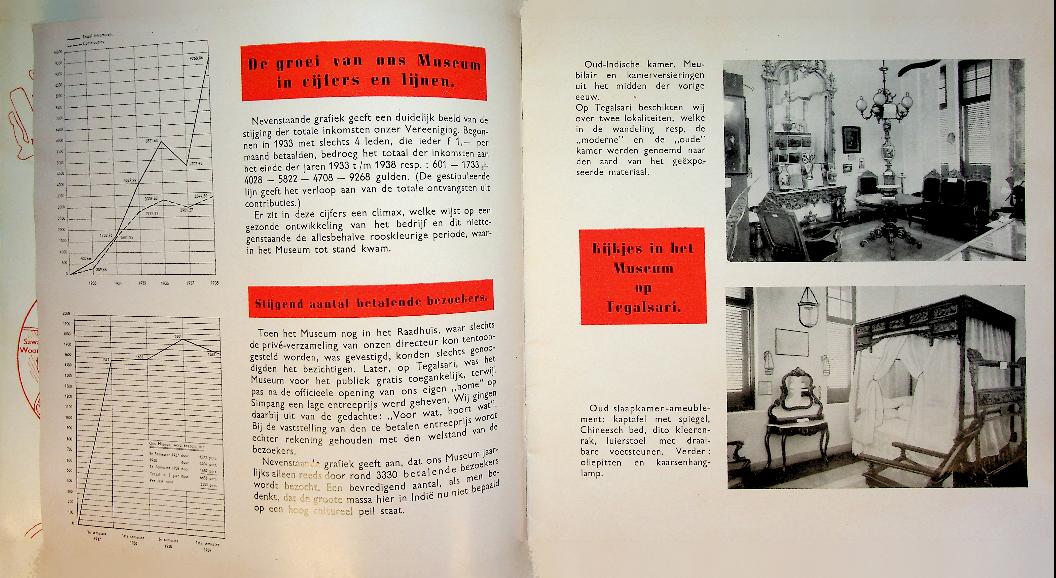 De groei van ons Museum
in cijfers en lijnen.
Nevenstaande grafiek geeft een duidelijk beeld van de
stijging der totale inkomsten onzer Vereeniging. Begon-
nen in 1933 met slechts 4 leden, die ieder f 1,— per
maand betaalden, bedroeg het totaal der inkomsten aan
het einde der jaren 1933 t/m 1938 resp. : 601 — 1733,—
4028 — 5822 — 4708 — 9268 gulden. (De gestipuleerde
lijn geeft het verloop aan van de totale ontvangsten uit
contributies.)
Er zit in deze cijfers een climax, welke wijst op een
gezonde ontwikkeling van het bedrijf en dit niette-
genstaande de allesbehalve rooskleurige periode, waar-
in het Museum tot stand kwam.
Stijgend aantal betalende bezoekers.
Toen het Museum nog in het Raadhuis, waar slechts
de privé-verzameling van onzen directeur kon tentoon-
gesteld worden, was gevestigd, konden slechts genoo-
digden het bezichtigen. Later, op Tegalsari, was het
Museum voor het publiek gratis toegankelijk, terwijl
pas na de officieele opening van ons eigen „home" op
Simpang een lage entreeprijs werd geheven. Wij gingen
daarbij uit van de gedachte: „Voor wat, hoort wat".
Bij de vaststelling van den te betalen entreeprijs wordt
echter rekening gehouden met den welstand van de
bezoekers.
Nevenstaande grafiek geeft aan, dat ons Museum jaar-
lijks alleen reeds door rond 3330 betalende bezoekers
wordt bezocht. Een bevredigend aantal, als men be-
denkt, dat de groote massa hier in Indië nu niet bepaald
op een hoog cultureel peil staat.
Oud-Indische kamer. Meu-
bilair en kamerversieringen
uit het midden der vorige
eeuw.
Op Tegalsari beschikten wij
over twee lokaliteiten, welke
in de wandeling resp. de
„moderne" en de „oude"
kamer werden genoemd naar
den aard van het geëxpo-
seerde materiaal.
Kijkjes in het
Museum
op
Tegalsari.
Oud slaapkamer-ameuble-
ment: kaptafel met spiegel,
Chineesch bed, dito kleeren-
rak, luierstoel met draai-
bare voetsteunen. Verder :
oliepitten en kaarsenhang-
lamp.